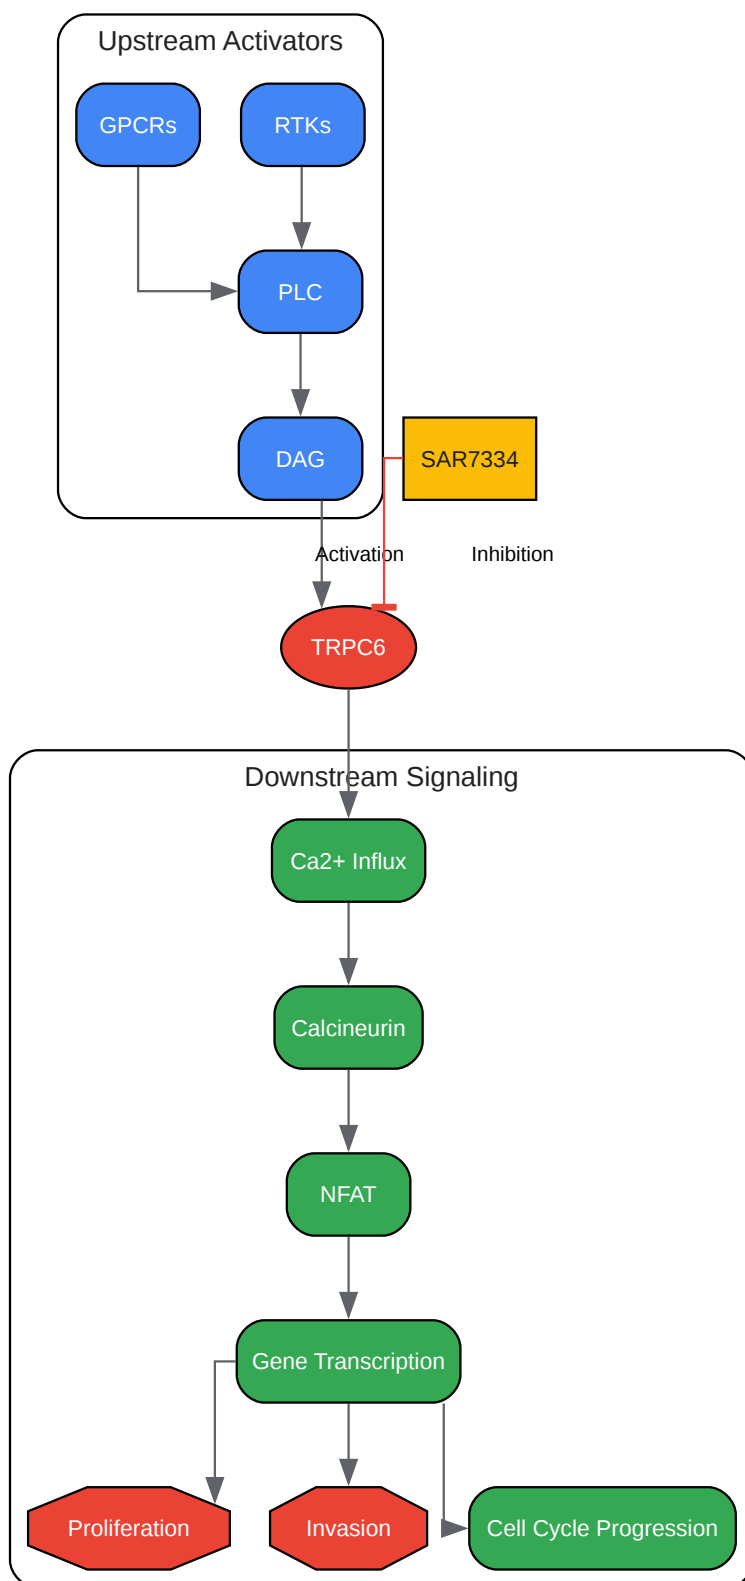 Upstream Activators
GPCRs
RTKs
PLC
DAG
SAR7334
Activation
Inhibition
TRPC6
Downstream Signaling
Ca2+ Influx
Calcineurin
NFAT
Gene Transcription
Proliferation
Invasion
Cell Cycle Progression